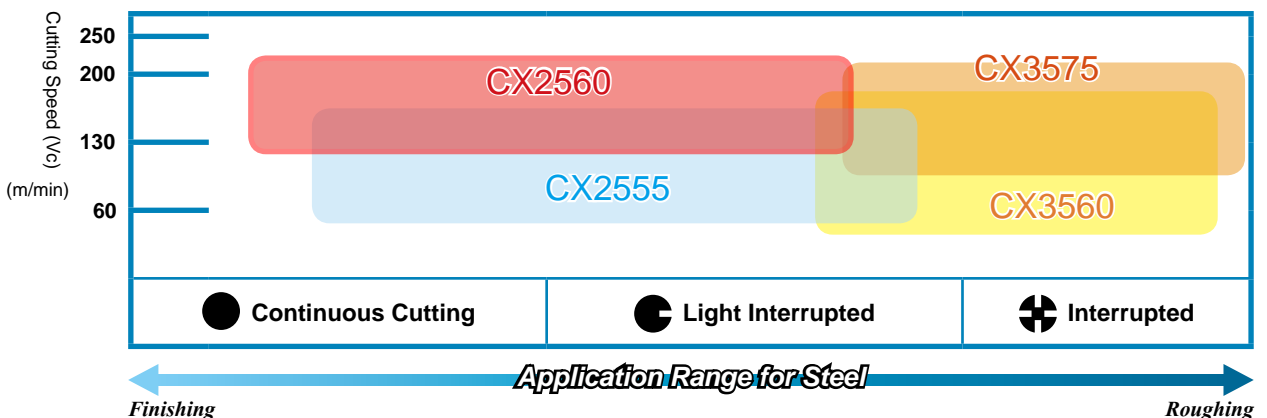 Cutting Speed (Vc)
(m/min)
250
200
130
60
CX2560
CX3575
CX2555
CX3560
Continuous Cutting
Light Interrupted
Interrupted
Application Range for Steel
Finishing
Roughing